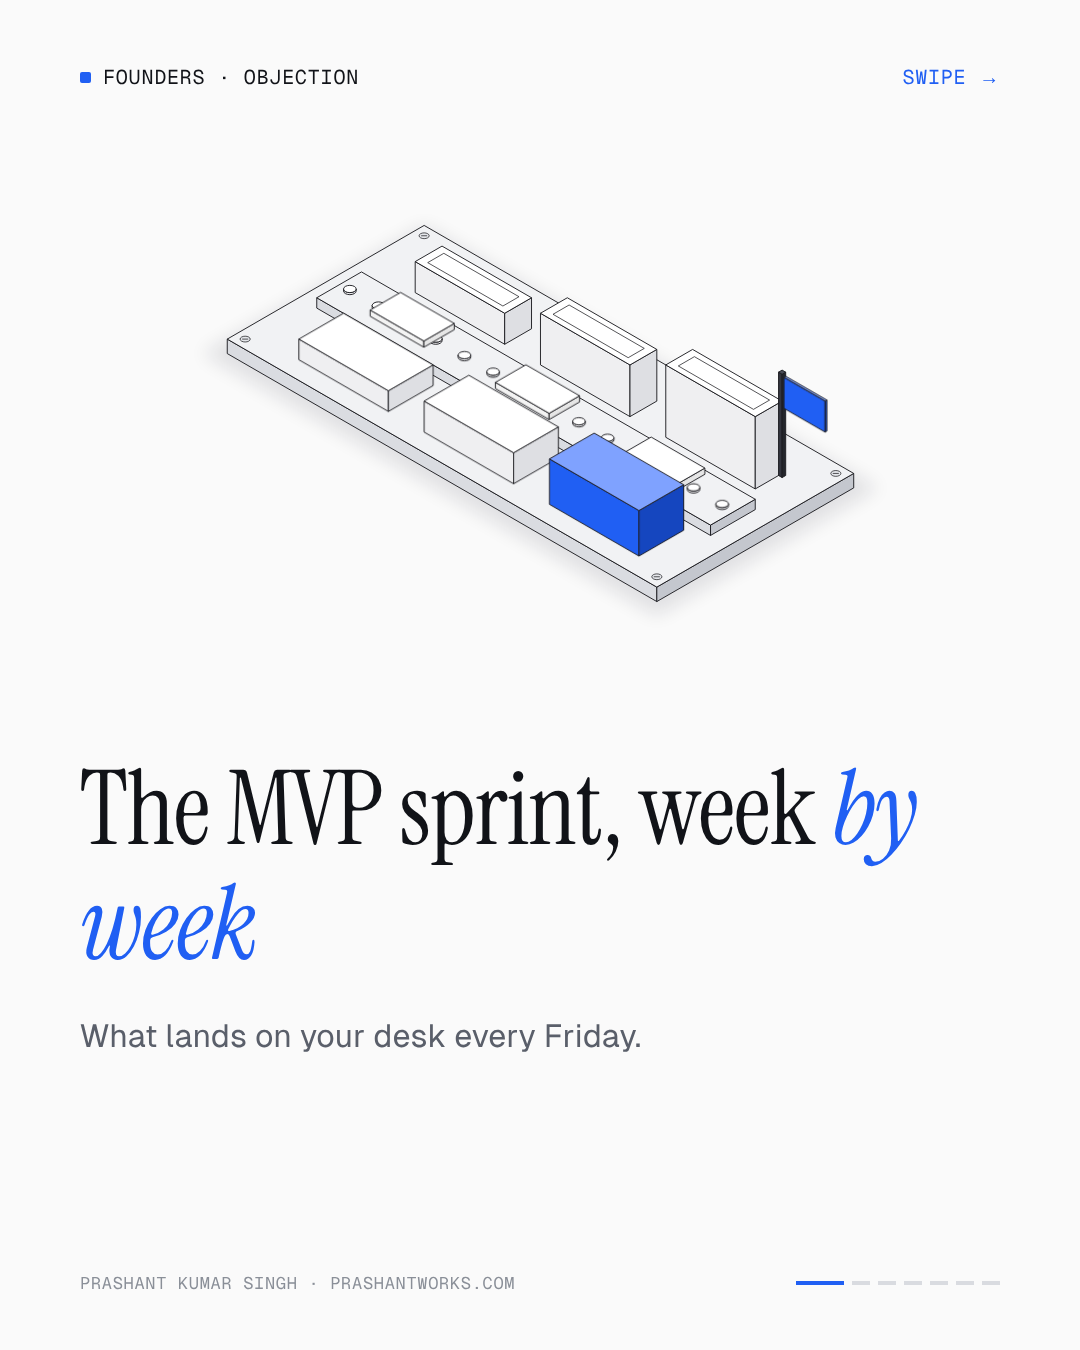 FOUNDERS · OBJECTION
SWIPE →
The MVP sprint, week by
week
What lands on your desk every Friday.
PRASHANT KUMAR SINGH · PRASHANTWORKS.COM